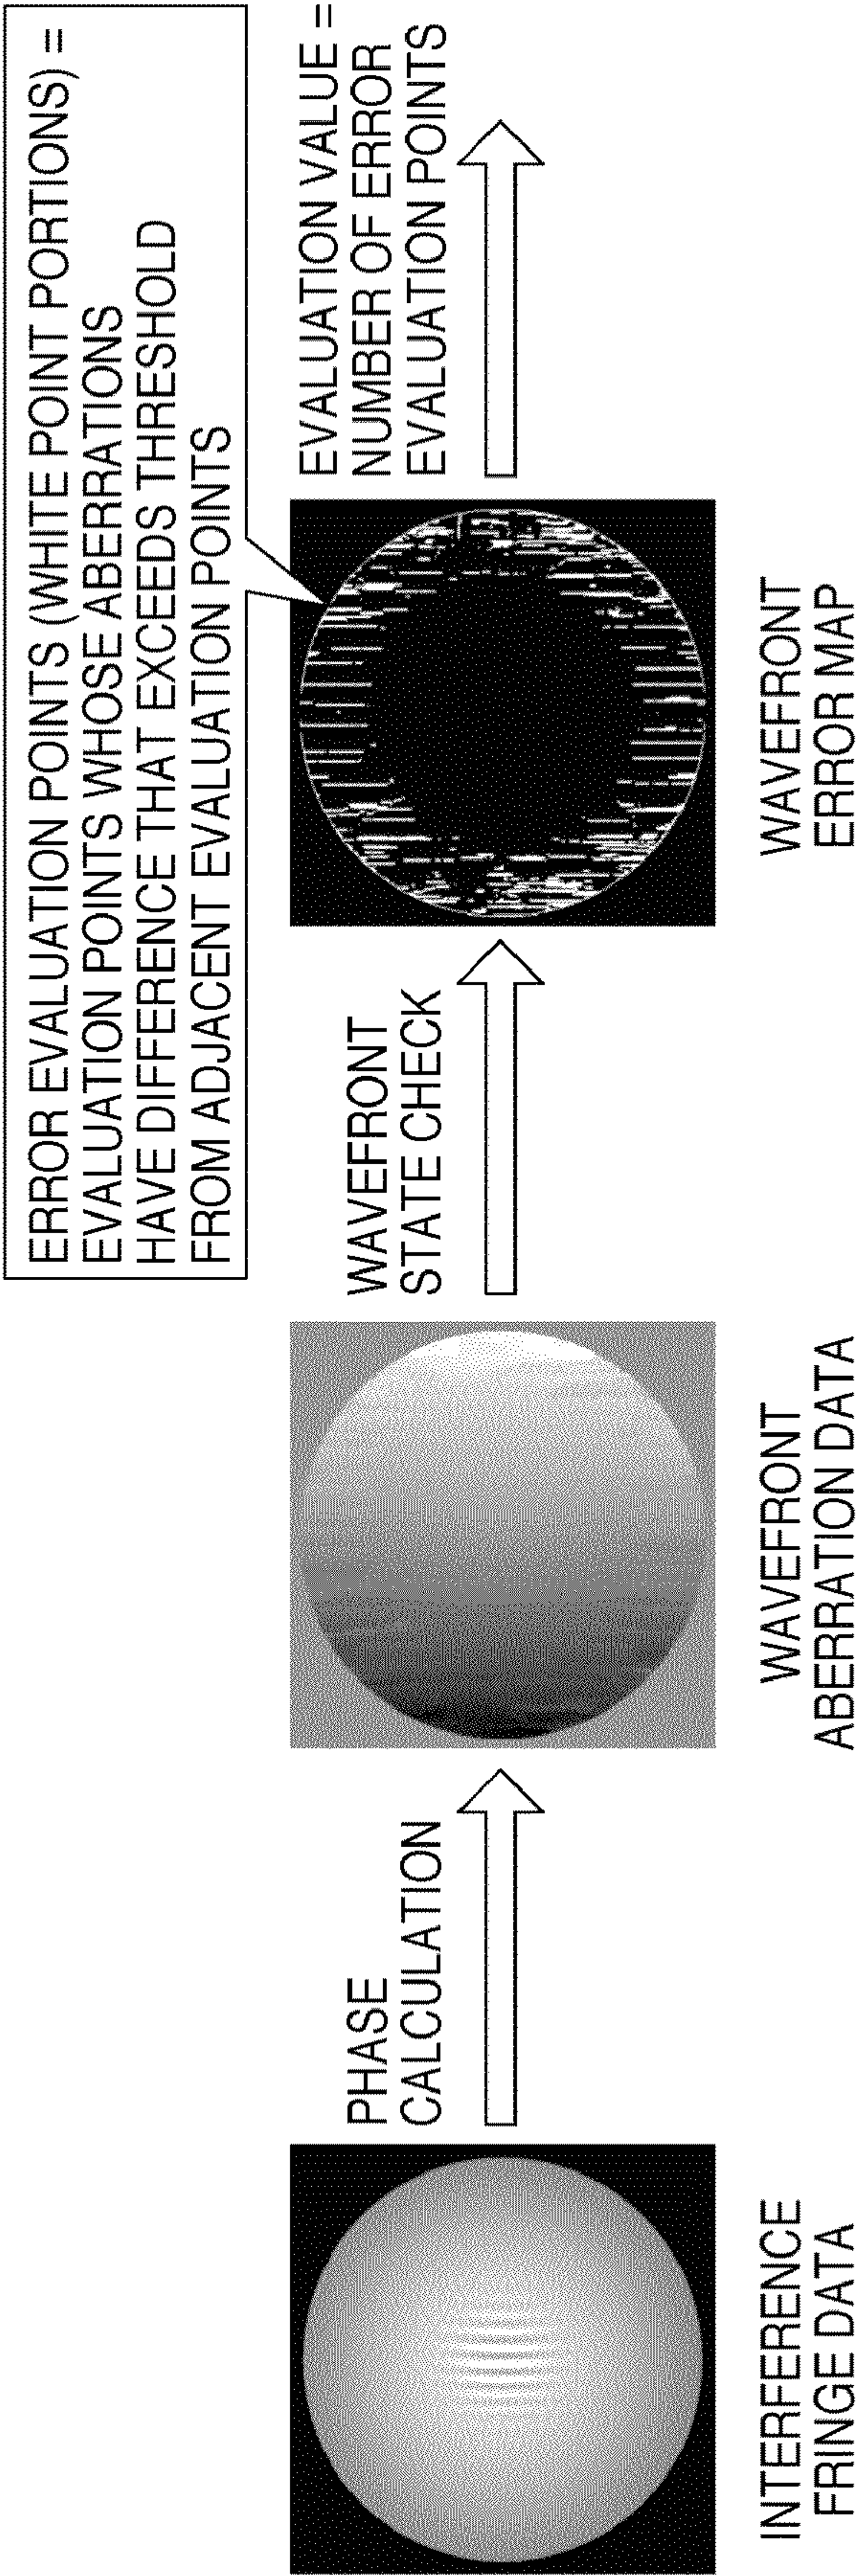 ERROR EVALUATION POINTS (WHITE POINT PORTIONS) =
EVALUATION POINTS WHOSE ABERRATIONS
HAVE DIFFERENCE THAT EXCEEDS THRESHOLD
FROM ADJACENT EVALUATION POINTS
PHASE
CALCULATION
WAVEFRONT
STATE CHECK
EVALUATION VALUE =
NUMBER OF ERROR
EVALUATION POINTS
INTERFERENCE
FRINGE DATA
WAVEFRONT
ABERRATION DATA
WAVEFRONT
ERROR MAP